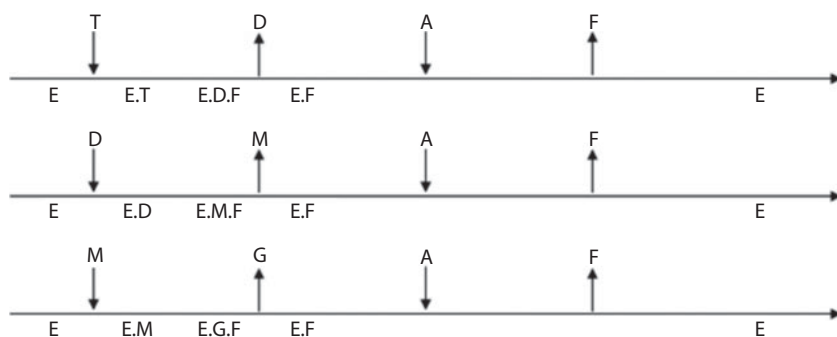 T D A F
E E.T E.D.F E.F E
D M A F
E E.D E.M.F E.F E
M G A F
E E.M E.G.F E.F E